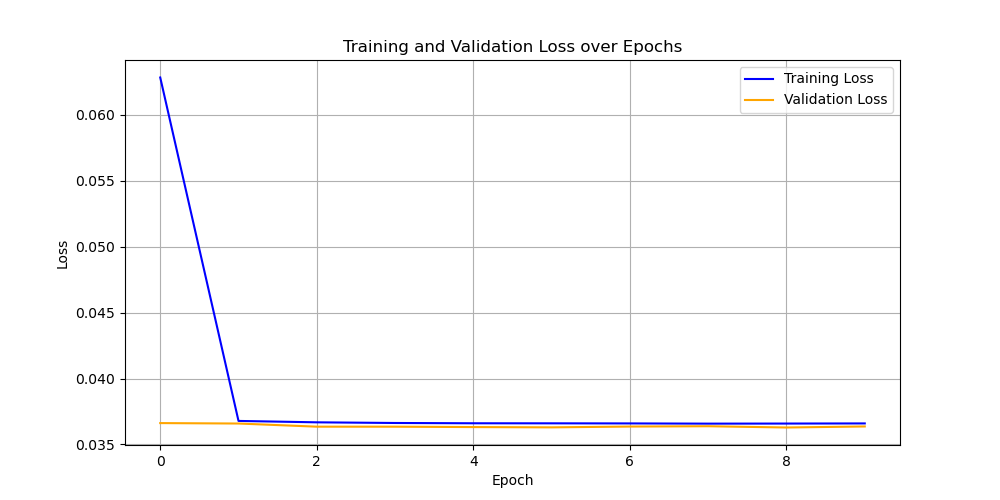 Training and Validation Loss over Epochs
Training Loss
Validation Loss
0.060
0.055
0.050
0.045
0.040
0.035
Loss
0 2 4 6 8
Epoch